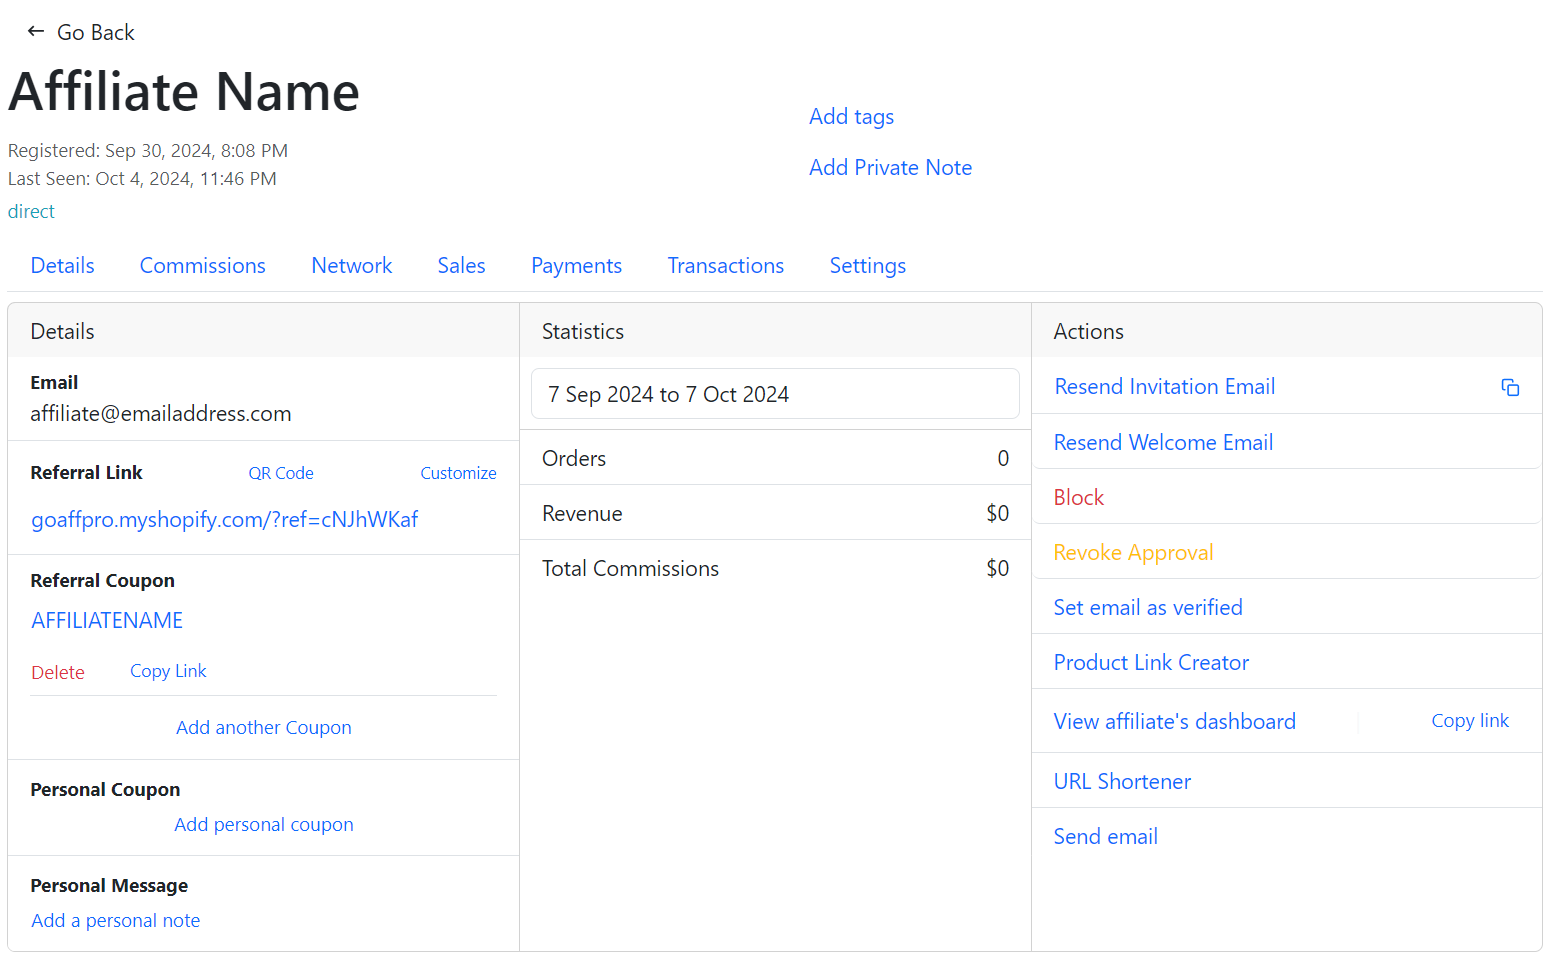 Go Back
Affiliate Name
Registered: Sep 30, 2024, 8:08 PM
Last Seen: Oct 4, 2024, 11:46 PM
direct
Add tags
Add Private Note
Details Commissions Network Sales Payments Transactions Settings
Details
Email
affiliate@emailaddress.com
Referral Link QR Code Customize
goaffpro.myshopify.com/?ref=cNJhWKaf
Referral Coupon
AFFILIATENAME
Delete Copy Link
Add another Coupon
Personal Coupon
Add personal coupon
Personal Message
Add a personal note
Statistics
7 Sep 2024 to 7 Oct 2024
Orders 0
Revenue $0
Total Commissions $0
Actions
Resend Invitation Email
Resend Welcome Email
Block
Revoke Approval
Set email as verified
Product Link Creator
View affiliate's dashboard Copy link
URL Shortener
Send email